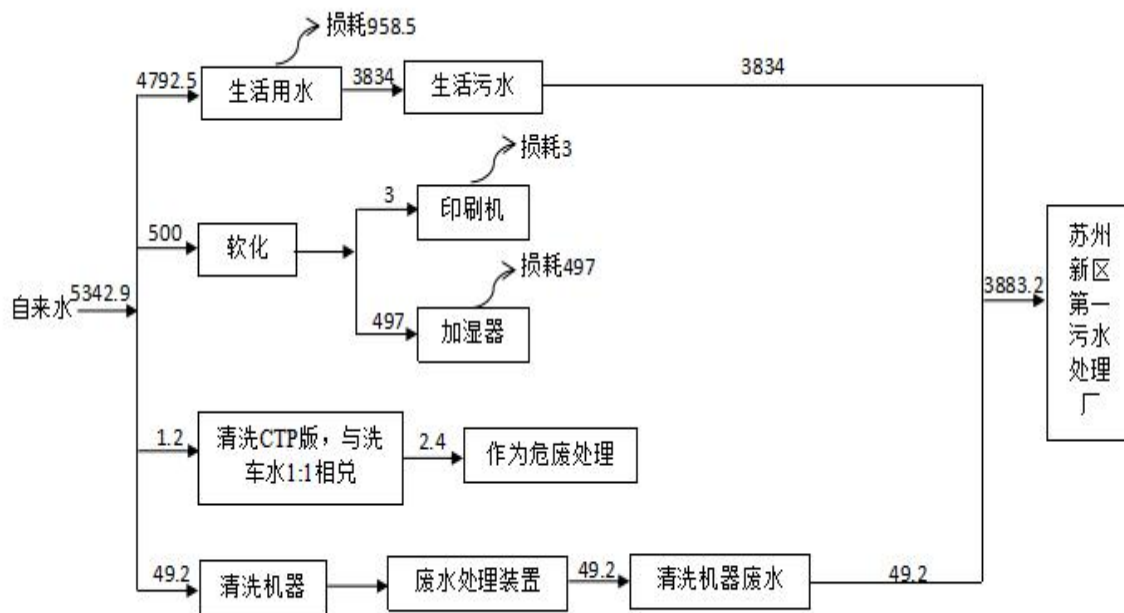 损耗958.5
4792.5
生活用水
3834
生活污水
3834
损耗3
3
印刷机
500
软化
损耗497
497
加湿器
自来水
5342.9
3883.2
苏州
新区
第一
污水
处理
厂
1.2
清洗CTP版，与洗
车水1:1相兑
2.4
作为危废处理
49.2
清洗机器
废水处理装置
49.2
清洗机器废水
49.2